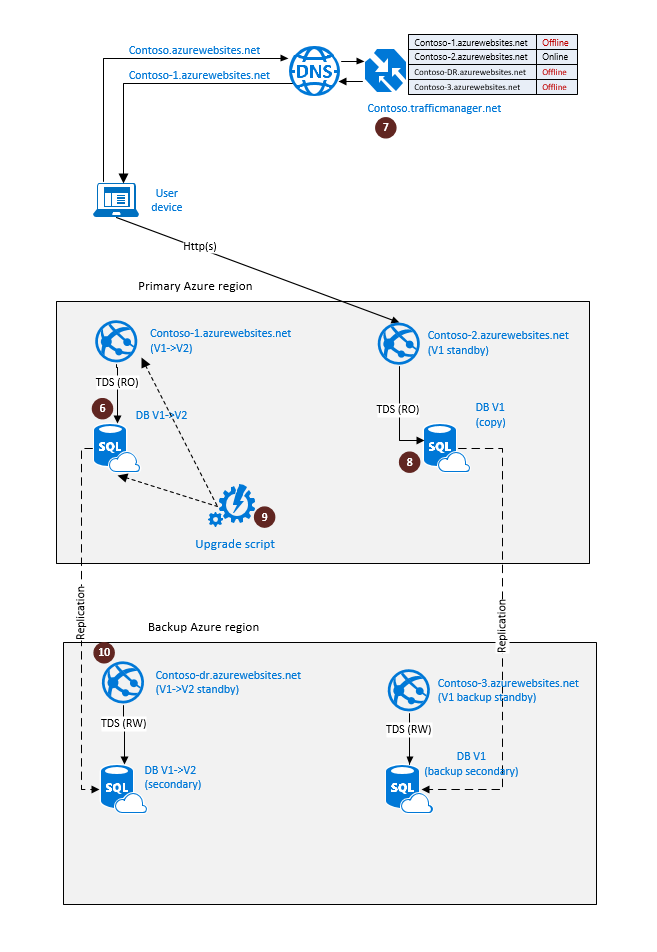 Contoso.azurewebsites.net
Contoso-1.azurewebsites.net
DNS
Contoso-1.azurewebsites.net Offline
Contoso-2.azurewebsites.net Online
Contoso-DR.azurewebsites.net Offline
Contoso-3.azurewebsites.net Offline
Contoso.trafficmanager.net
7
User
device
Http(s)
Primary Azure region
Contoso-1.azurewebsites.net
(V1->V2)
Contoso-2.azurewebsites.net
(V1 standby)
TDS (RO)
TDS (RO)
6
DB V1->V2
SQL
DB V1
(copy)
SQL
8
9
Upgrade script
Replication
Replication
Backup Azure region
10
Contoso-dr.azurewebsites.net
(V1->V2 standby)
Contoso-3.azurewebsites.net
(V1 backup standby)
TDS (RW)
TDS (RW)
DB V1->V2
(secondary)
SQL
DB V1
(backup secondary)
SQL